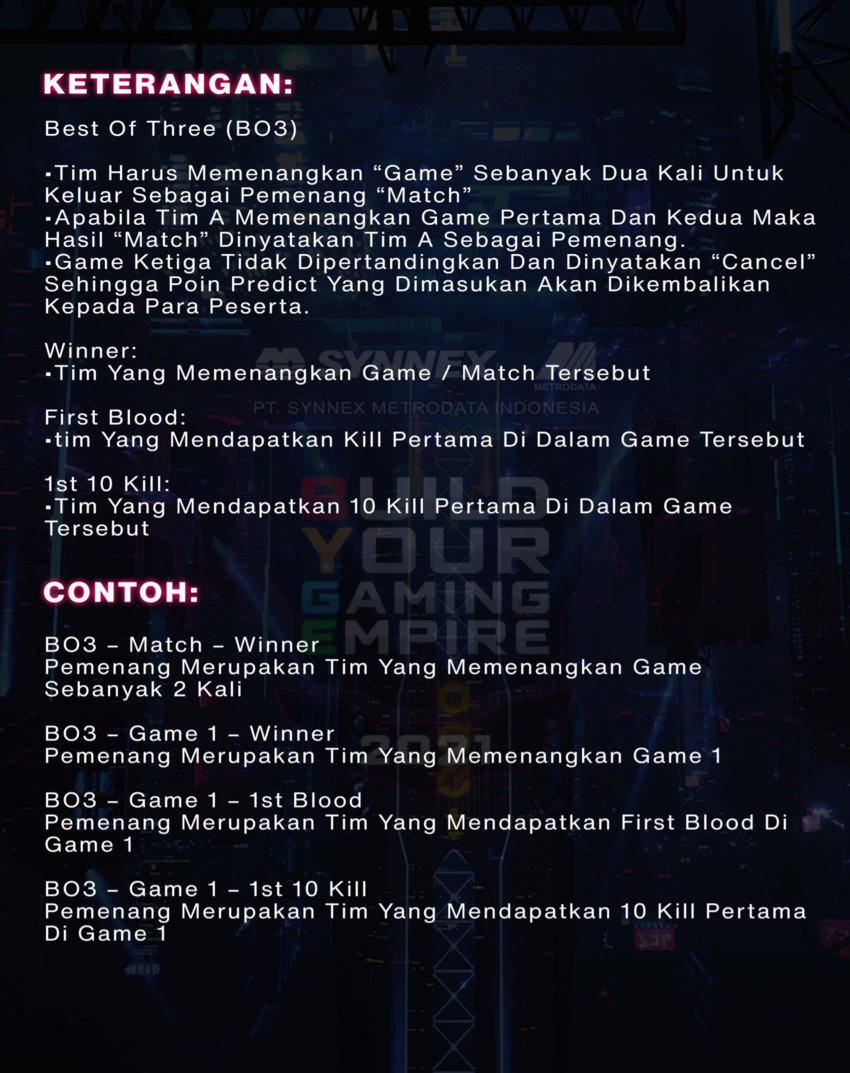 KETERANGAN:
Best Of Three (BO3)
▪Tim Harus Memenangkan “Game” Sebanyak Dua Kali Untuk
Keluar Sebagai Pemenang “Match”
▪Apabila Tim A Memenangkan Game Pertama Dan Kedua Maka
Hasil “Match” Dinyatakan Tim A Sebagai Pemenang.
▪Game Ketiga Tidak Dipertandingkan Dan Dinyatakan “Cancel”
Sehingga Poin Predict Yang Dimasukan Akan Dikembalikan
Kepada Para Peserta.
Winner:
SYNNEX
▪Tim Yang Memenangkan Game / Match Tersebut
METRODATA
PT. SYNNEX METRODATA INDONESIA
First Blood:
▪tim Yang Mendapatkan Kill Pertama Di Dalam Game Tersebut
1st 10 Kill:
▪Tim Yang Mendapatkan 10 Kill Pertama Di Dalam Game
Tersebut
BUILD
YOUR
GAMING
EMPIRE
2021
CONTOH:
BO3 – Match – Winner
Pemenang Merupakan Tim Yang Memenangkan Game
Sebanyak 2 Kali
BO3 – Game 1 – Winner
Pemenang Merupakan Tim Yang Memenangkan Game 1
BO3 – Game 1 – 1st Blood
Pemenang Merupakan Tim Yang Mendapatkan First Blood Di
Game 1
BO3 – Game 1 – 1st 10 Kill
Pemenang Merupakan Tim Yang Mendapatkan 10 Kill Pertama
Di Game 1